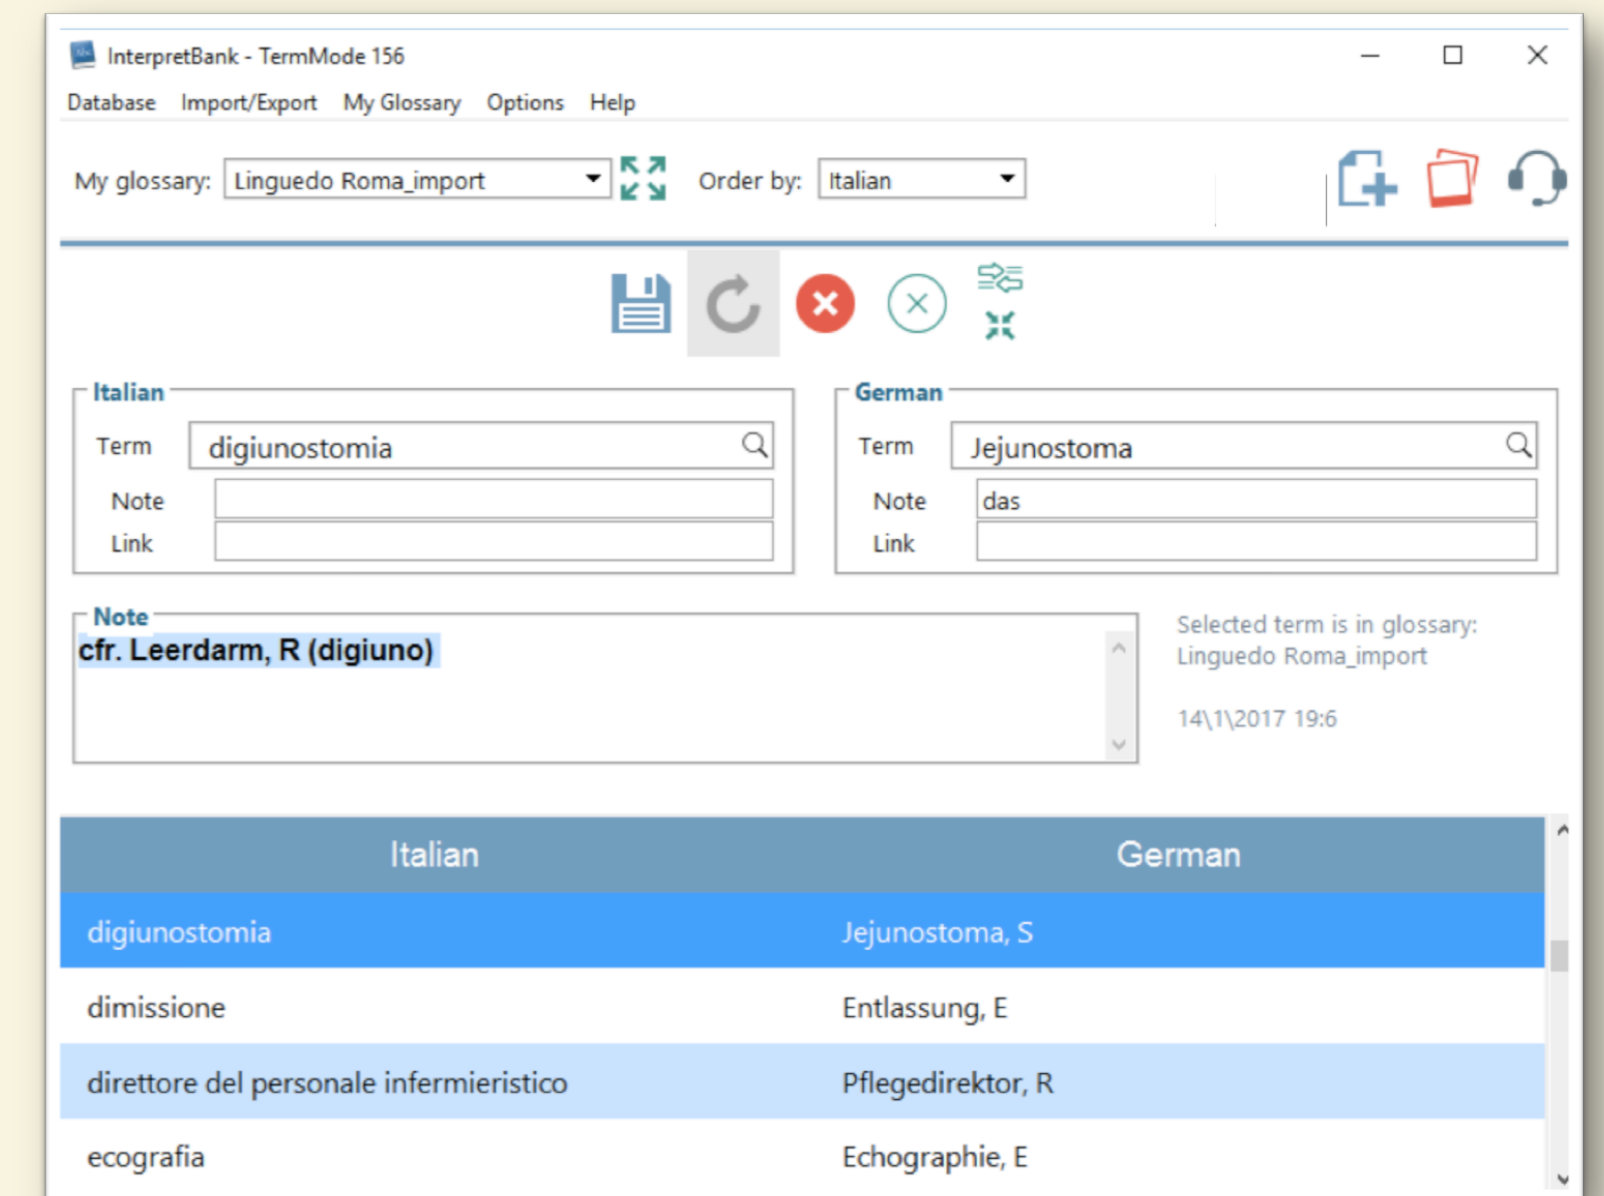 InterpretBank - TermMode 156
Database Import/Export My Glossary Options Help
My glossary: Linguedo Roma_import Order by: Italian
Italian
Term digiunostomia
Note
Link
German
Term Jejunostoma
Note das
Link
Note
cfr. Leerdarm, R (digiuno)
Selected term is in glossary:
Linguedo Roma_import
14\1\2017 19:6
Italian German
digiunostomia Jejunostoma, S
dimissione Entlassung, E
direttore del personale infermieristico Pflegedirektor, R
ecografia Echographie, E